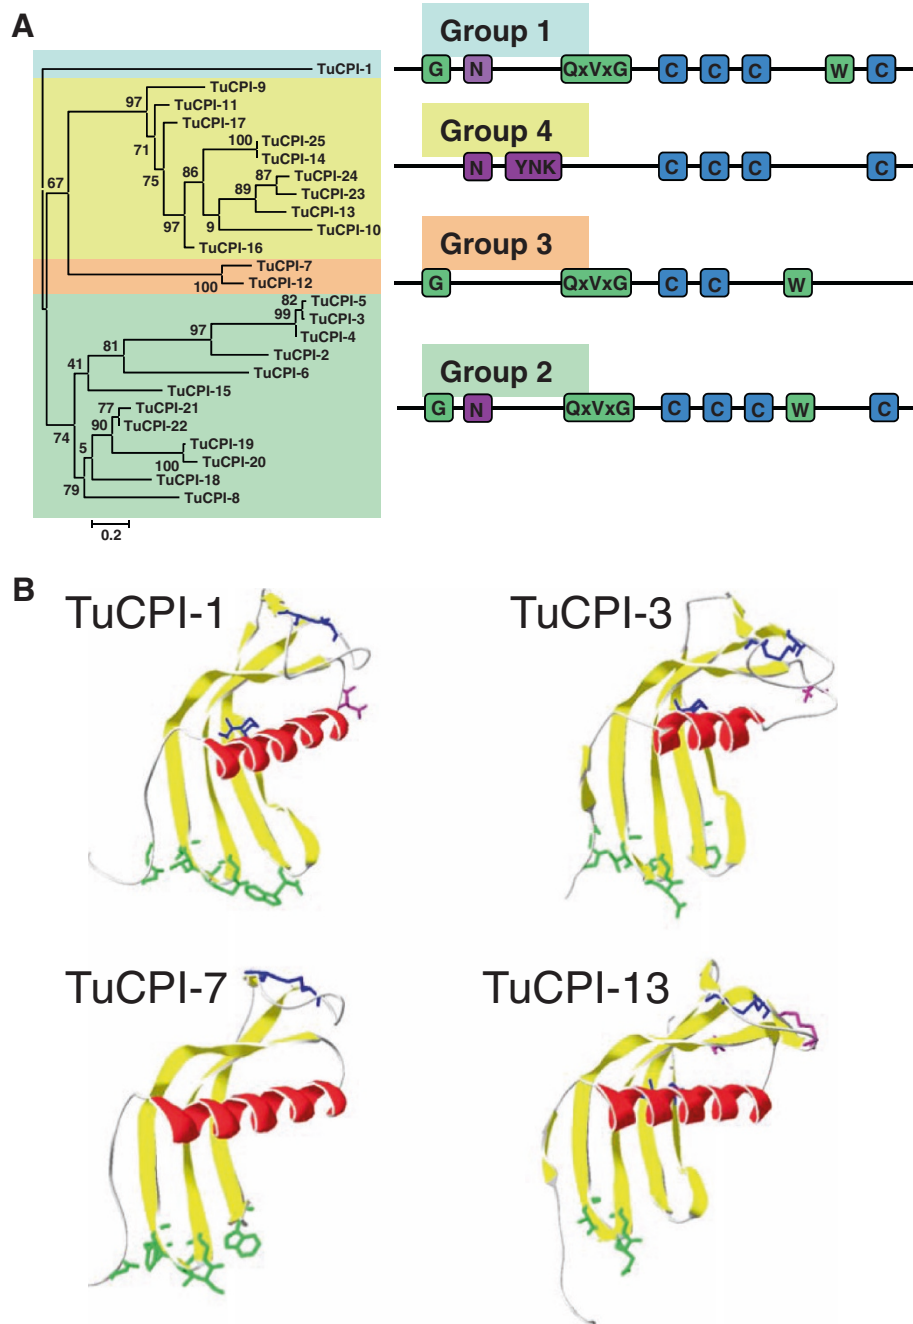 A
Group 1
G N QxVxG C C C W C
Group 4
N YNK C C C C
Group 3
G QxVxG C C W
Group 2
G N QxVxG C C C W C
TuCPI-1
TuCPI-9
97
TuCPI-11
TuCPI-17
71
100
TuCPI-25
TuCPI-14
75
86
87
TuCPI-24
67
89
TuCPI-23
TuCPI-13
97
9
TuCPI-10
TuCPI-16
TuCPI-7
100
TuCPI-12
82
TuCPI-5
99
TuCPI-3
97
TuCPI-4
81
TuCPI-2
41
TuCPI-6
TuCPI-15
77
TuCPI-21
90
TuCPI-22
74
5
TuCPI-19
100
TuCPI-20
TuCPI-18
79
TuCPI-8
0.2
B
TuCPI-1
TuCPI-3
TuCPI-7
TuCPI-13